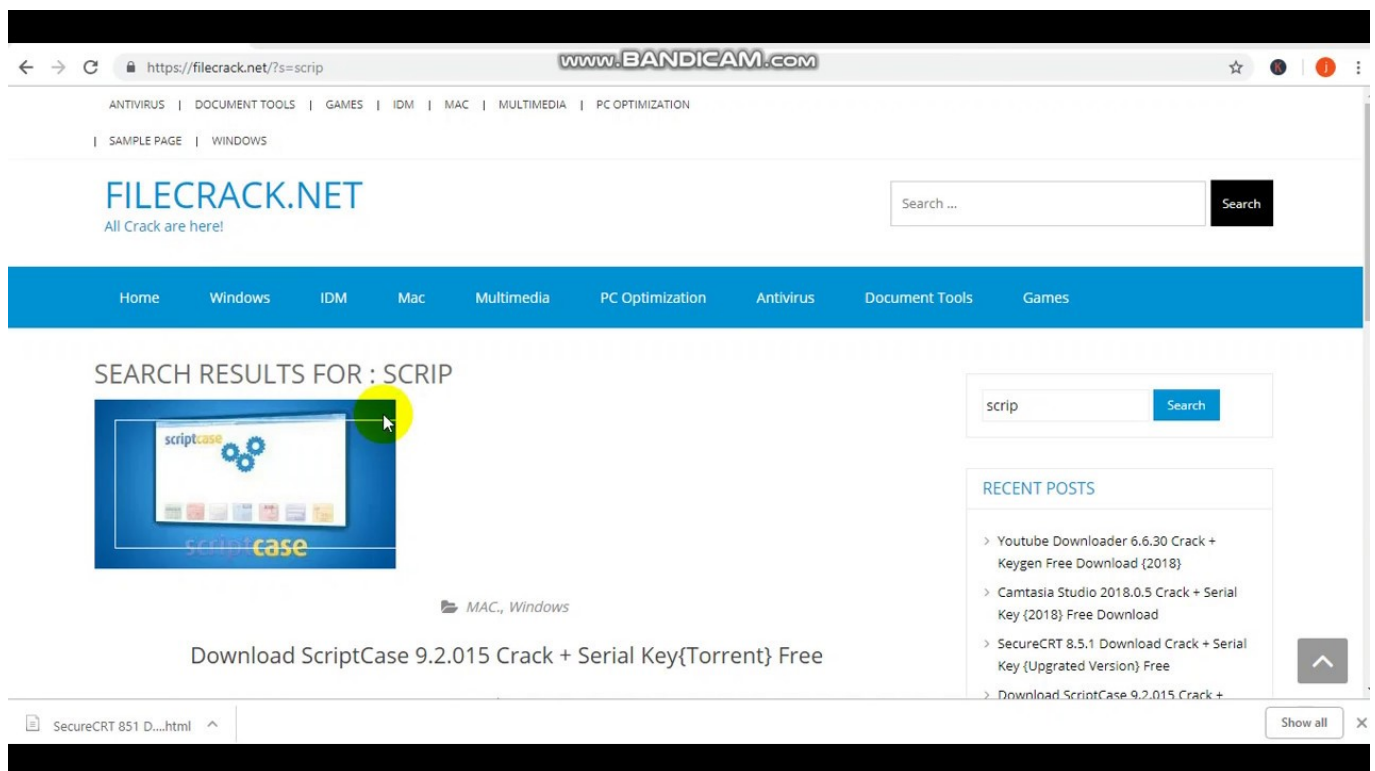 www.BANDICAM.com
https://filecrack.net/?s=scrip
K
j
ANTIVIRUS | DOCUMENT TOOLS | GAMES | IDM | MAC | MULTIMEDIA | PC OPTIMIZATION
| SAMPLE PAGE | WINDOWS
FILECRACK.NET
All Crack are here!
Search ...
Search
Home Windows IDM Mac Multimedia PC Optimization Antivirus Document Tools Games
SEARCH RESULTS FOR : SCRIP
scriptcase
scriptcase
MAC., Windows
Download ScriptCase 9.2.015 Crack + Serial Key{Torrent} Free
scrip
Search
RECENT POSTS
> Youtube Downloader 6.6.30 Crack +
Keygen Free Download {2018}
> Camtasia Studio 2018.0.5 Crack + Serial
Key {2018} Free Download
> SecureCRT 8.5.1 Download Crack + Serial
Key {Upgrated Version} Free
> Download ScriptCase 9.2.015 Crack +
SecureCRT 851 D....html
Show all